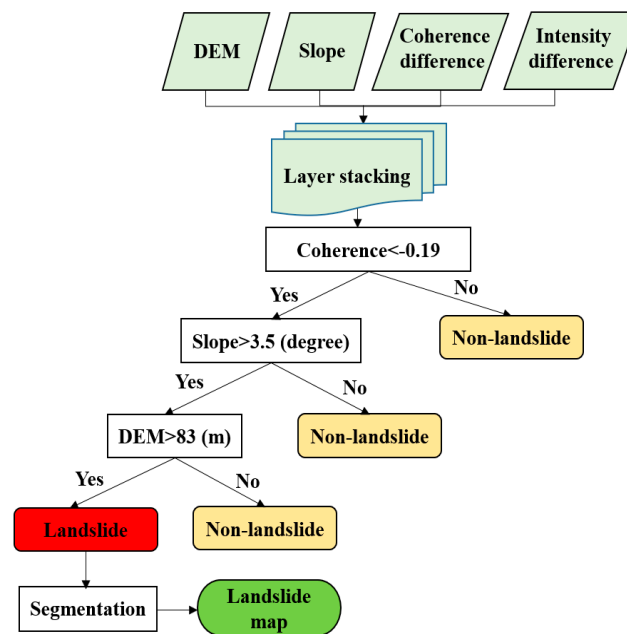 DEM
Slope
Coherence
difference
Intensity
difference
Layer stacking
Coherence<-0.19
Yes
No
Slope>3.5 (degree)
Non-landslide
Yes
No
DEM>83 (m)
Non-landslide
Yes
No
Landslide
Non-landslide
Segmentation
Landslide
map